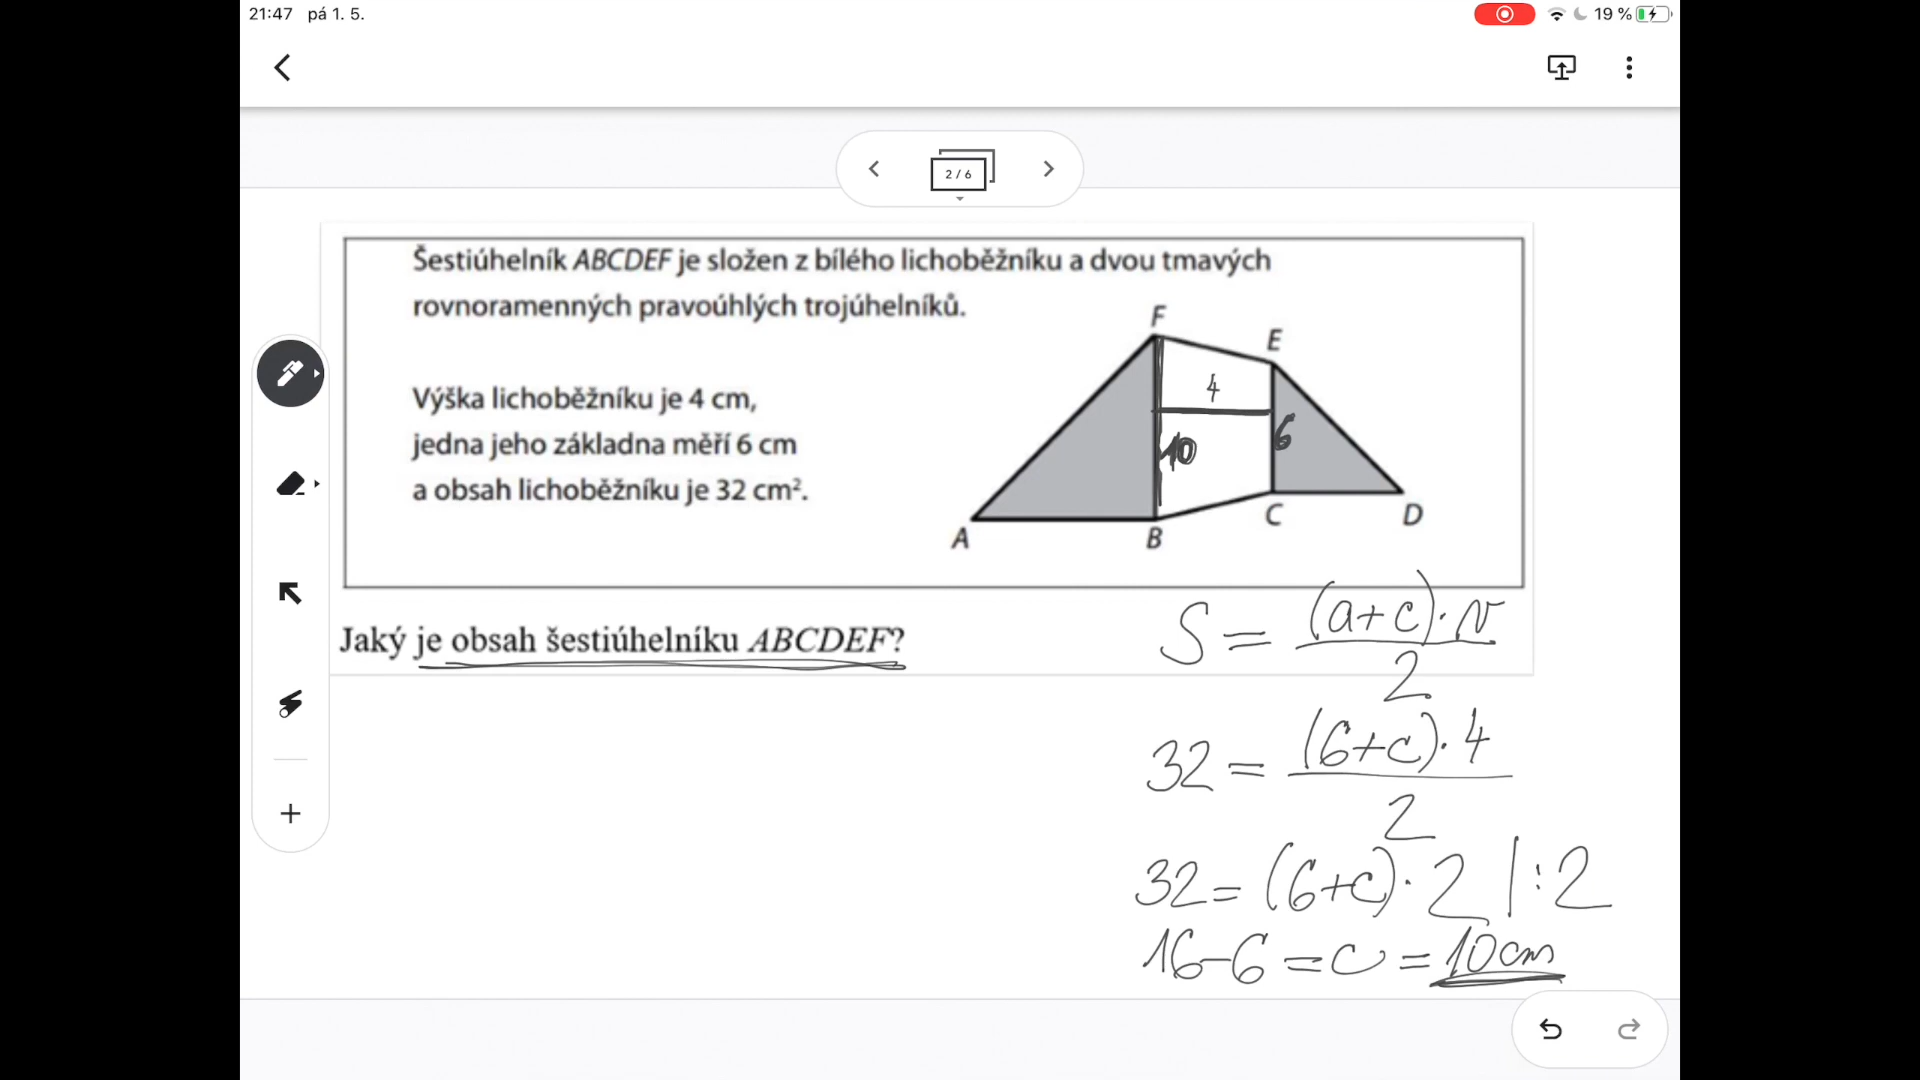 21:47 pá 1. 5.
19 %
2 / 6
Šestiúhelník ABCDEF je složen z bílého lichoběžníku a dvou tmavých
rovnoramenných pravoúhlých trojúhelníků.
Výška lichoběžníku je 4 cm,
jedna jeho základna měří 6 cm
a obsah lichoběžníku je 32 cm².
F
E
4
10
6
A
B
C
D
Jaký je obsah šestiúhelníku ABCDEF?
S = (a+c)·v / 2
32 = (6+c)·4 / 2
32 = (6+c)·2 |:2
16-6 = c = 10cm